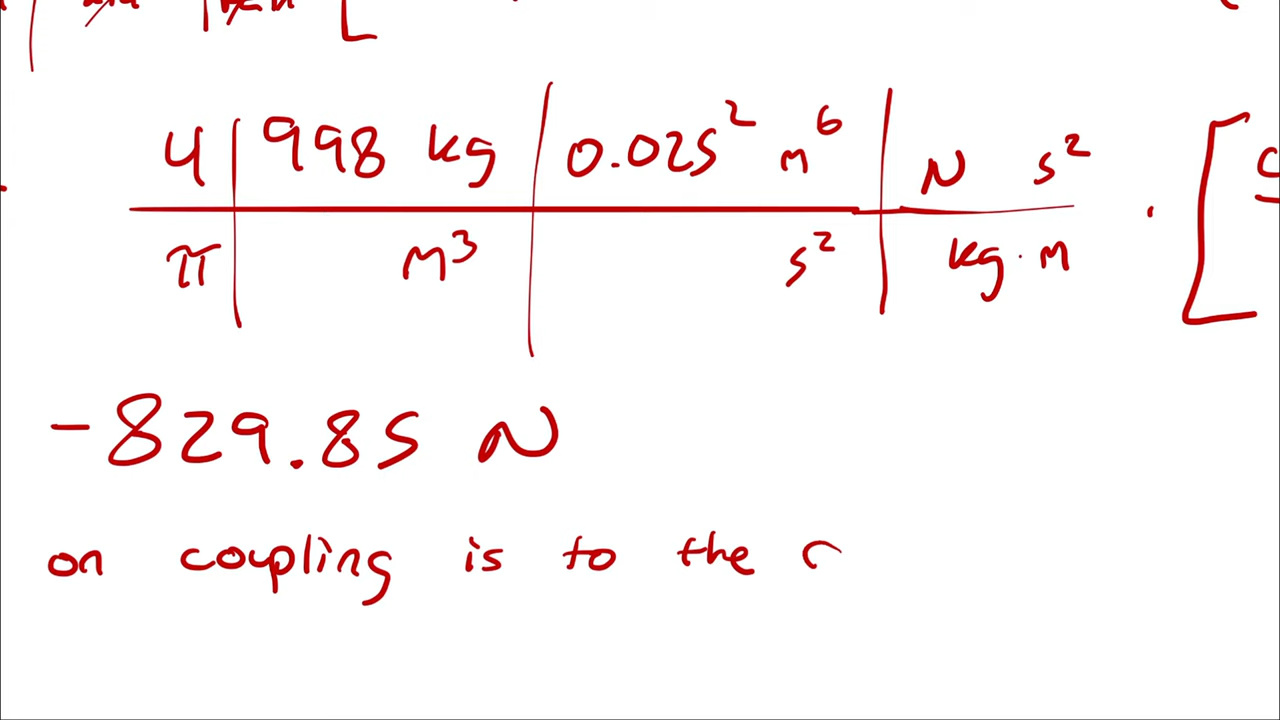 4 | 998 kg | 0.025² m⁶ | N s²
π | m³ | s² | kg · m · [
-829.85 N
on coupling is to the